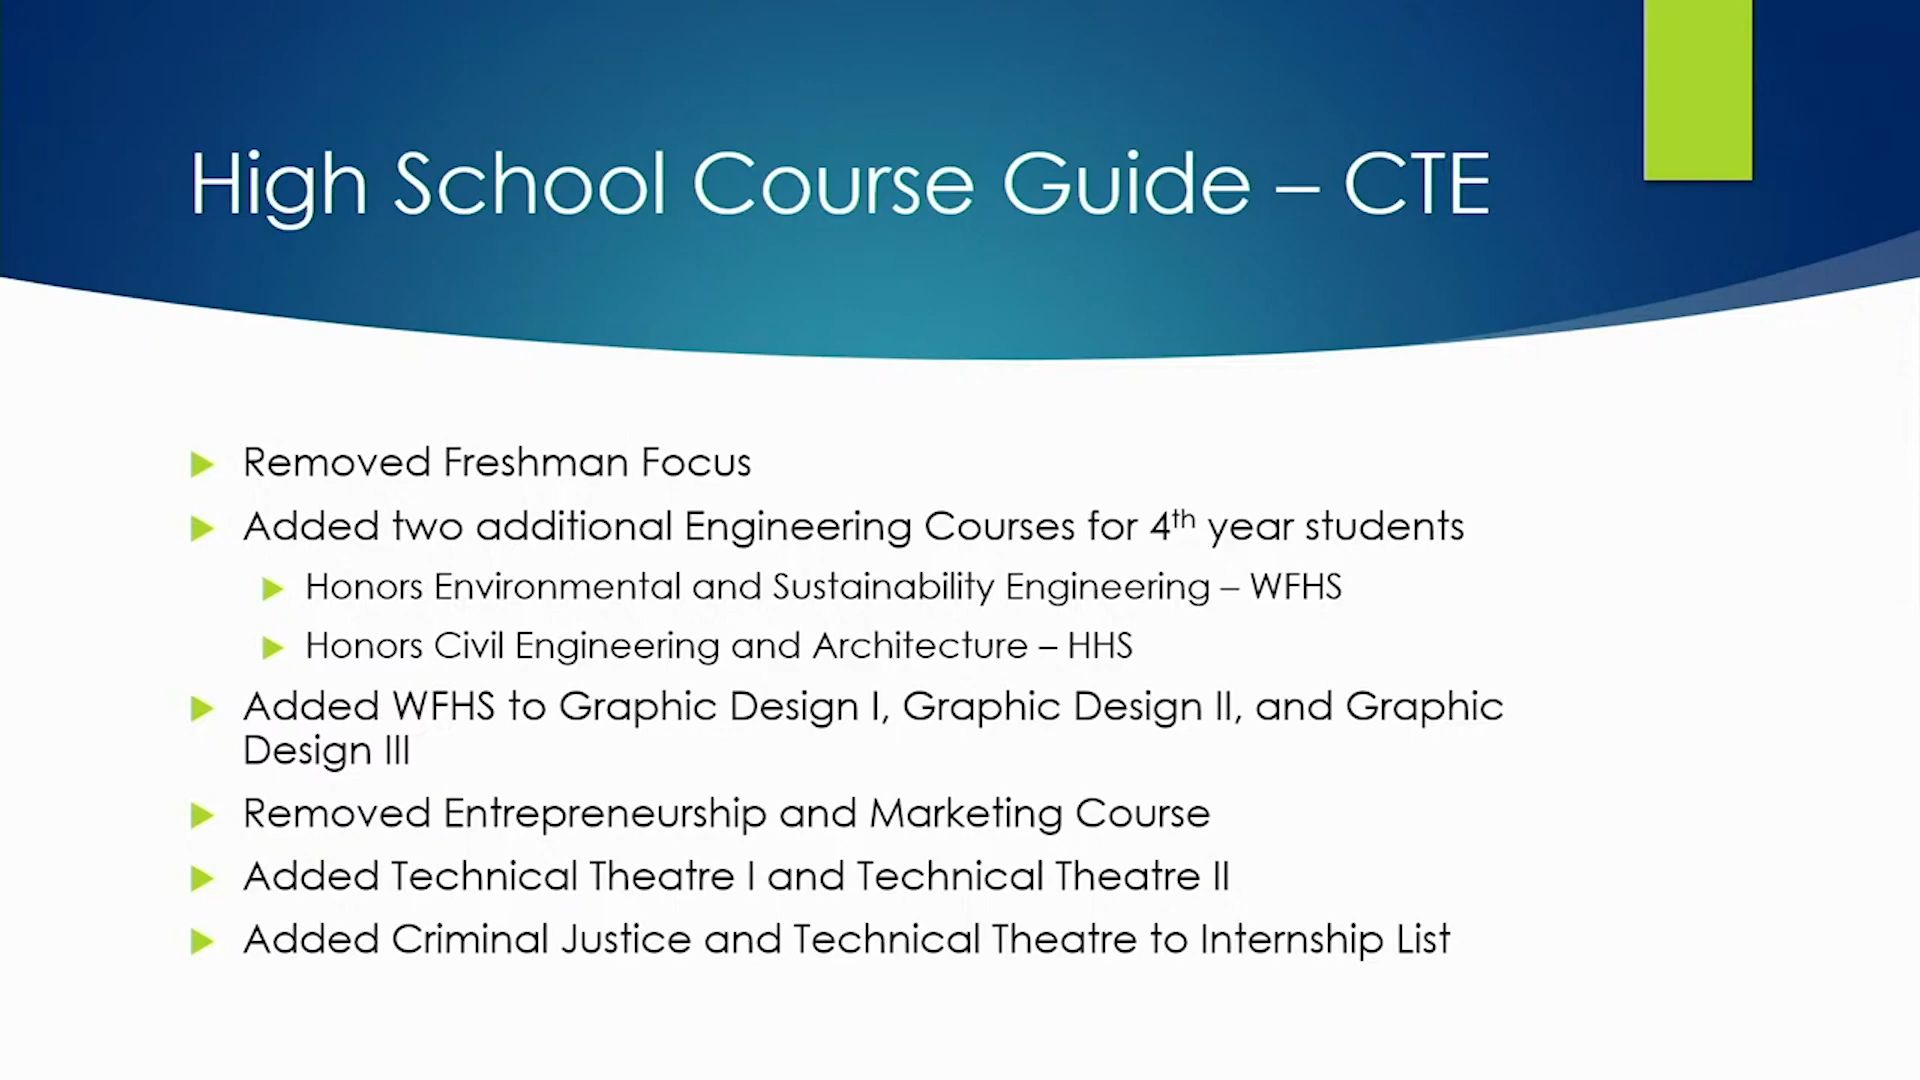 High School Course Guide – CTE
Removed Freshman Focus
Added two additional Engineering Courses for 4th year students
Honors Environmental and Sustainability Engineering – WFHS
Honors Civil Engineering and Architecture – HHS
Added WFHS to Graphic Design I, Graphic Design II, and Graphic
Design III
Removed Entrepreneurship and Marketing Course
Added Technical Theatre I and Technical Theatre II
Added Criminal Justice and Technical Theatre to Internship List